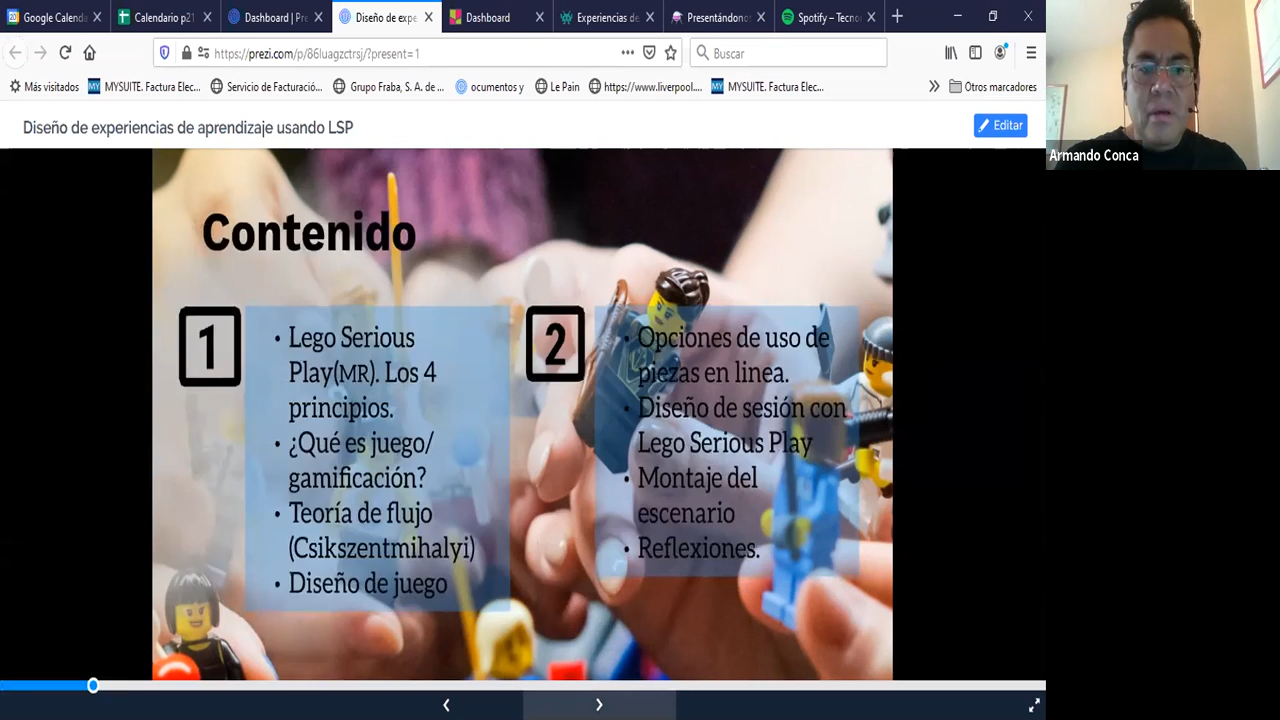 Google Calenda
Calendario p21
Dashboard | Pre
Diseño de expe
Dashboard
Experiencias de
Presentándono
Spotify – Tecno
https://prezi.com/p/86luagzctrsj/?present=1
Buscar
Más visitados
MYSUITE. Factura Elec...
Servicio de Facturació...
Grupo Fraba, S. A. de ...
ocumentos y
Le Pain
https://www.liverpool....
MYSUITE. Factura Elec...
Otros marcadores
Diseño de experiencias de aprendizaje usando LSP
Editar
Armando Conca
Contenido
1
• Lego Serious
Play(MR). Los 4
principios.
• ¿Qué es juego/
gamificación?
• Teoría de flujo
(Csikszentmihalyi)
• Diseño de juego
2
• Opciones de uso de
piezas en linea.
• Diseño de sesión con
Lego Serious Play
• Montaje del
escenario
• Reflexiones.